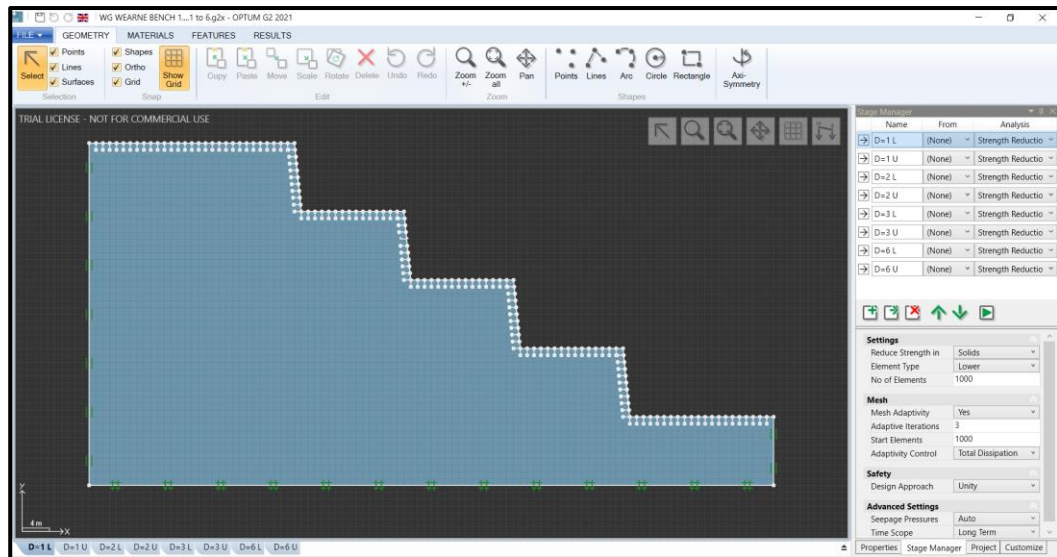 WG WEARNE BENCH 1....1 to 6.g2x - OPTUM G2 2021
FILE GEOMETRY MATERIALS FEATURES RESULTS
Select
Points
Lines
Surfaces
Selection
Shapes
Ortho
Grid
Show Grid
Snap
Copy Paste Move Scale Rotate Delete Undo Redo
Edit
Zoom +/- Zoom all Pan
Zoom
Points Lines Arc Circle Rectangle
Shapes
Axi-Symmetry
TRIAL LICENSE - NOT FOR COMMERCIAL USE
Y
4 m
X
Stage Manager
Name From Analysis
D=1 L (None) Strength Reductio
D=1 U (None) Strength Reductio
D=2 L (None) Strength Reductio
D=2 U (None) Strength Reductio
D=3 L (None) Strength Reductio
D=3 U (None) Strength Reductio
D=6 L (None) Strength Reductio
D=6 U (None) Strength Reductio
Settings
Reduce Strength in Solids
Element Type Lower
No of Elements 1000
Mesh
Mesh Adaptivity Yes
Adaptive Iterations 3
Start Elements 1000
Adaptivity Control Total Dissipation
Safety
Design Approach Unity
Advanced Settings
Seepage Pressures Auto
Time Scope Long Term
D=1 L D=1 U D=2 L D=2 U D=3 L D=3 U D=6 L D=6 U
Properties Stage Manager Project Customize